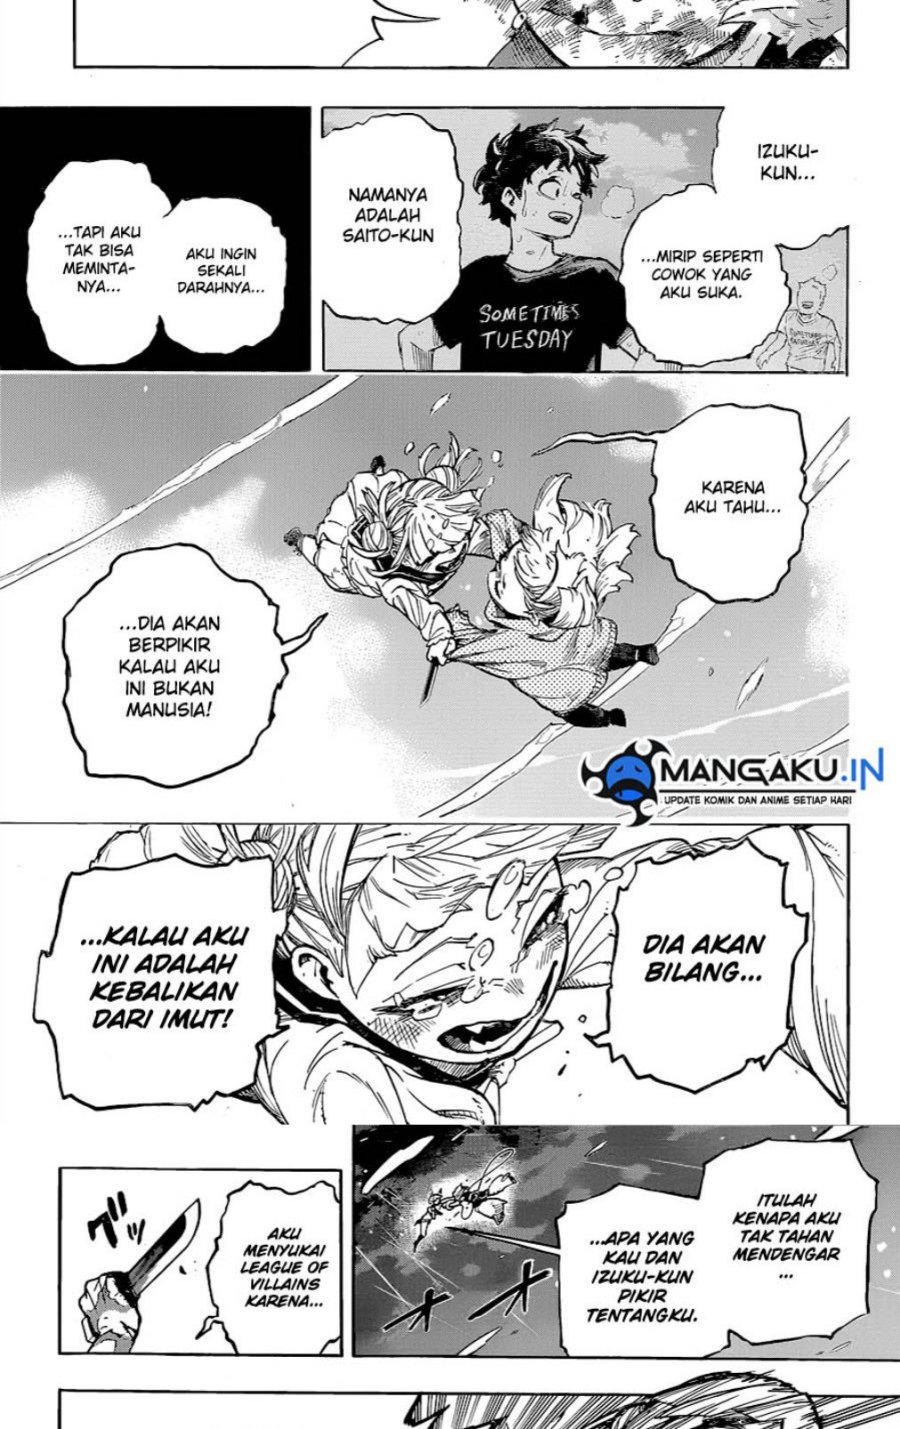 IZUKU-
KUN...
...MIRIP SEPERTI
COWOK YANG
AKU SUKA.
NAMANYA
ADALAH
SAITO-KUN
SOMETIMES
TUESDAY
AKU INGIN
SEKALI
DARAHNYA...
...TAPI AKU
TAK BISA
MEMINTA-
NYA...
KARENA
AKU TAHU...
...DIA AKAN
BERPIKIR
KALAU AKU
INI BUKAN
MANUSIA!
MANGAKU.IN
UPDATE KOMIK DAN ANIME SETIAP HARI
DIA AKAN
BILANG...
...KALAU AKU
INI ADALAH
KEBALIKAN
DARI IMUT!
ITULAH
KENAPA AKU
TAK TAHAN
MENDENGAR
...
...APA YANG
KAU DAN
IZUKU-KUN
PIKIR
TENTANGKU.
AKU
MENYUKAI
LEAGUE OF
VILLAINS
KARENA...